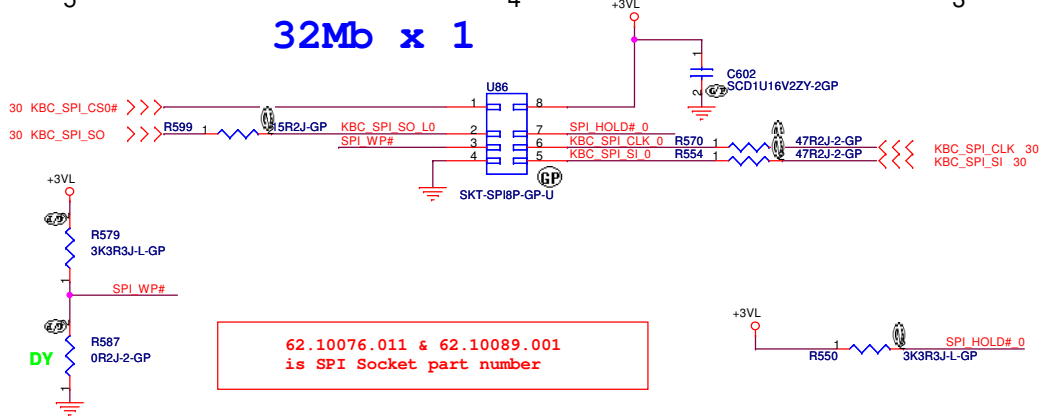 5 4 3
32Mb x 1
+3VL
C602
SCD1U16V2ZY-2GP
1
2
U86
30 KBC_SPI_CS0#
1 8
30 KBC_SPI_SO
R599 1 15R2J-GP KBC_SPI_SO_L0
2 7 SPI_HOLD#_0
SPI_WP#
3 6 KBC_SPI_CLK_0 R570 1 47R2J-2-GP
KBC_SPI_CLK 30
4 5 KBC_SPI_SI_0 R554 1 47R2J-2-GP
KBC_SPI_SI 30
GP
SKT-SPI8P-GP-U
+3VL
R579
3K3R3J-L-GP
1
SPI_WP#
R587
0R2J-2-GP
DY
1
62.10076.011 & 62.10089.001
is SPI Socket part number
+3VL
R550 1 3K3R3J-L-GP
SPI_HOLD#_0